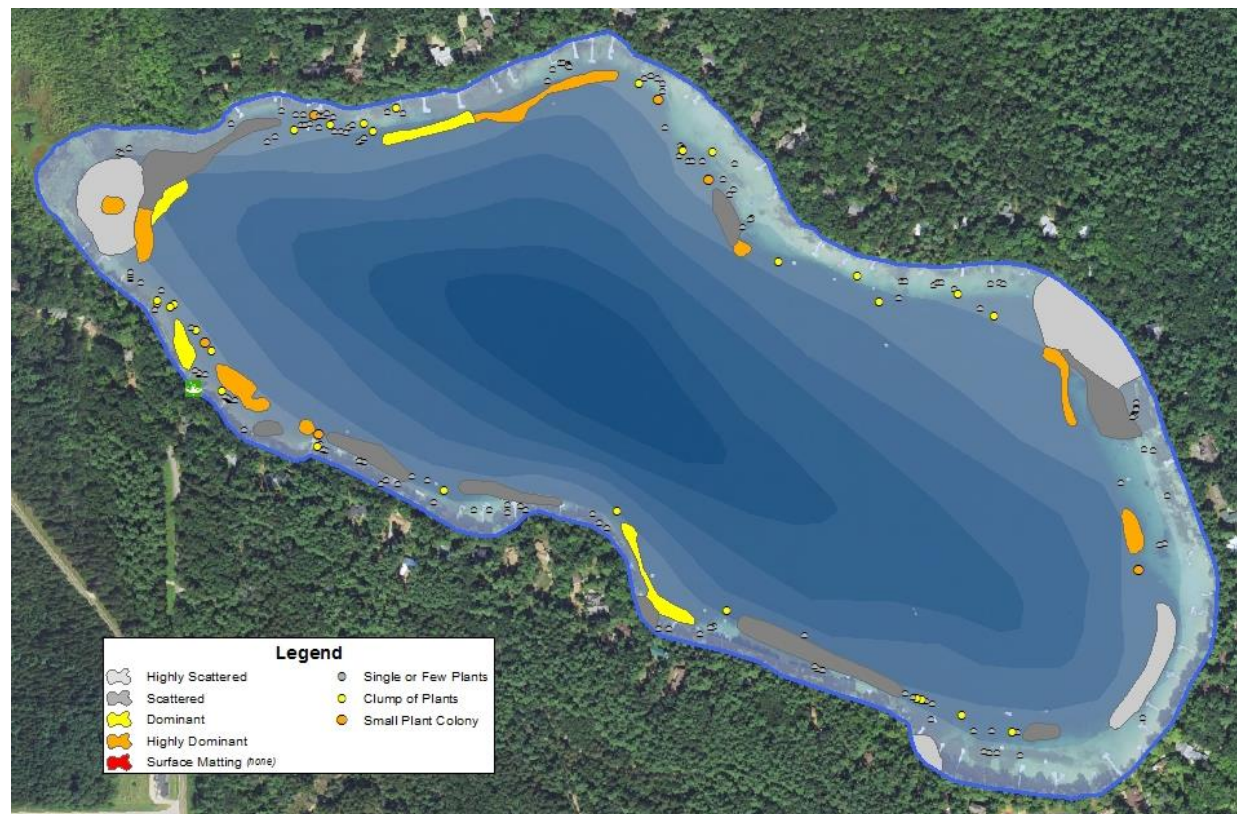 Legend
Highly Scattered
Scattered
Dominant
Highly Dominant
Surface Matting (none)
Single or Few Plants
Clump of Plants
Small Plant Colony